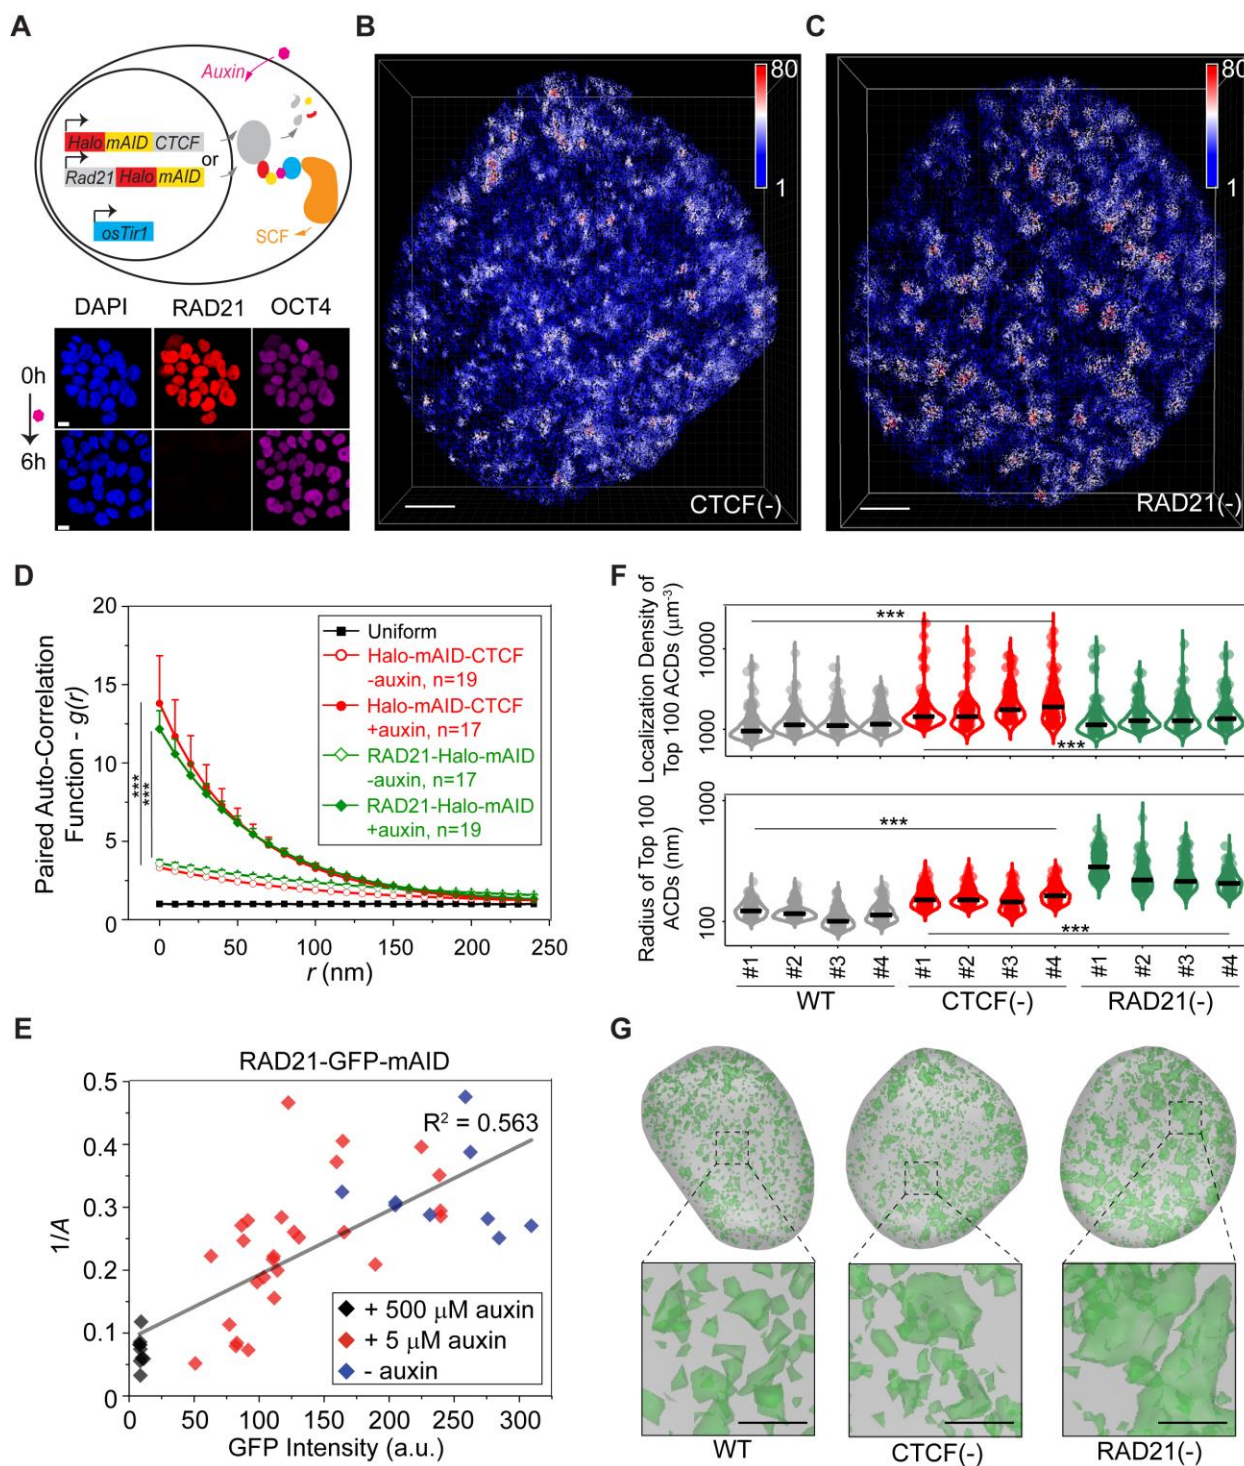 A
Auxin
Halo mAID CTCF
or
Rad21 Halo mAID
osTir1
SCF
DAPI RAD21 OCT4
0h
6h
B
80
1
CTCF(-)
C
80
1
RAD21(-)
D
Paired Auto-Correlation
Function - g(r)
20
15
10
5
0
***
***
Uniform
Halo-mAID-CTCF
-auxin, n=19
Halo-mAID-CTCF
+auxin, n=17
RAD21-Halo-mAID
-auxin, n=17
RAD21-Halo-mAID
+auxin, n=19
0 50 100 150 200 250
r (nm)
E
RAD21-GFP-mAID
1/A
0.5
0.4
0.3
0.2
0.1
0
R² = 0.563
+ 500 μM auxin
+ 5 μM auxin
- auxin
0 50 100 150 200 250 300
GFP Intensity (a.u.)
F
Localization Density of
Top 100 ACDs (μm⁻³)
10000
1000
***
***
Radius of Top 100
ACDs (nm)
1000
100
***
***
#1 #2 #3 #4 #1 #2 #3 #4 #1 #2 #3 #4
WT CTCF(-) RAD21(-)
G
WT CTCF(-) RAD21(-)